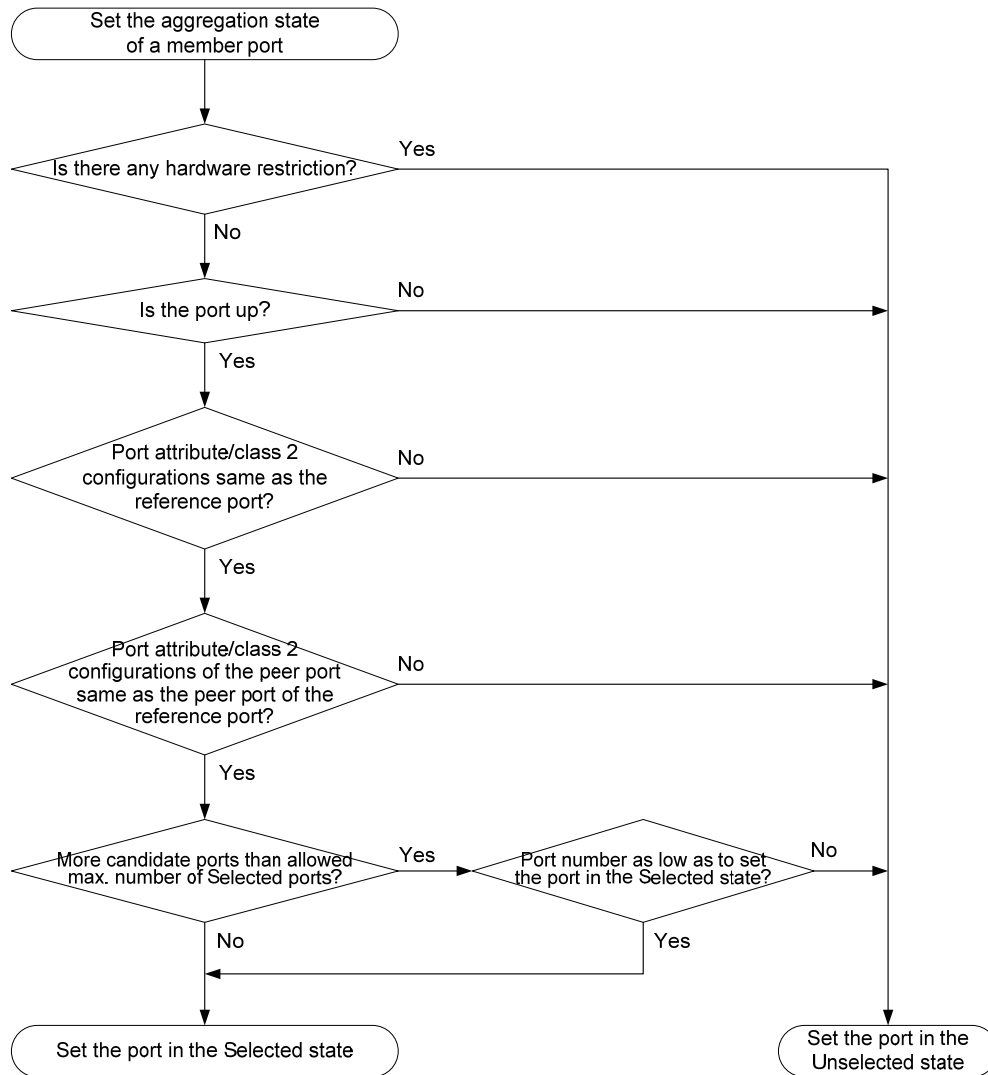 Set the aggregation state
of a member port
Is there any hardware restriction?
Yes
No
Is the port up?
No
Yes
Port attribute/class 2
configurations same as the
reference port?
No
Yes
Port attribute/class 2
configurations of the peer port
same as the peer port of the
reference port?
No
Yes
More candidate ports than allowed
max. number of Selected ports?
Yes
Port number as low as to set
the port in the Selected state?
No
No
Yes
Set the port in the Selected state
Set the port in the
Unselected state